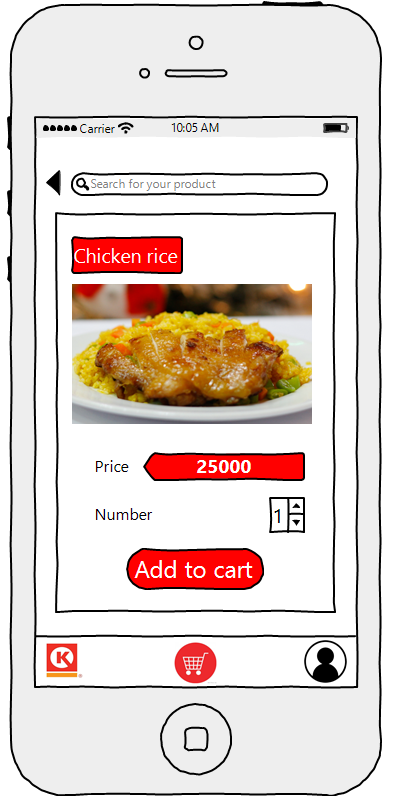 Carrier 10:05 AM
Search for your product
Chicken rice
Price 25000
Number 1
Add to cart
K